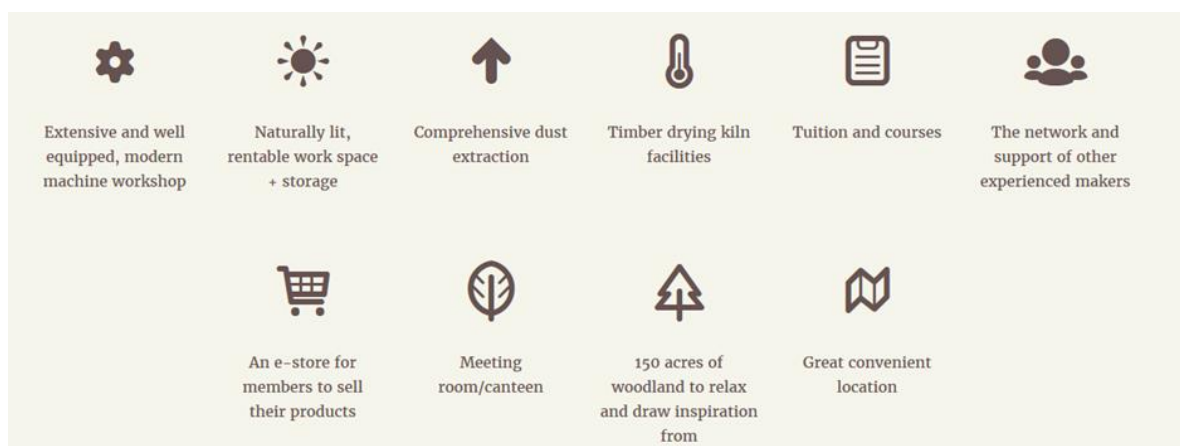 Extensive and well
equipped, modern
machine workshop
Naturally lit,
rentable work space
+ storage
Comprehensive dust
extraction
Timber drying kiln
facilities
Tuition and courses
The network and
support of other
experienced makers
An e-store for
members to sell
their products
Meeting
room/canteen
150 acres of
woodland to relax
and draw inspiration
from
Great convenient
location